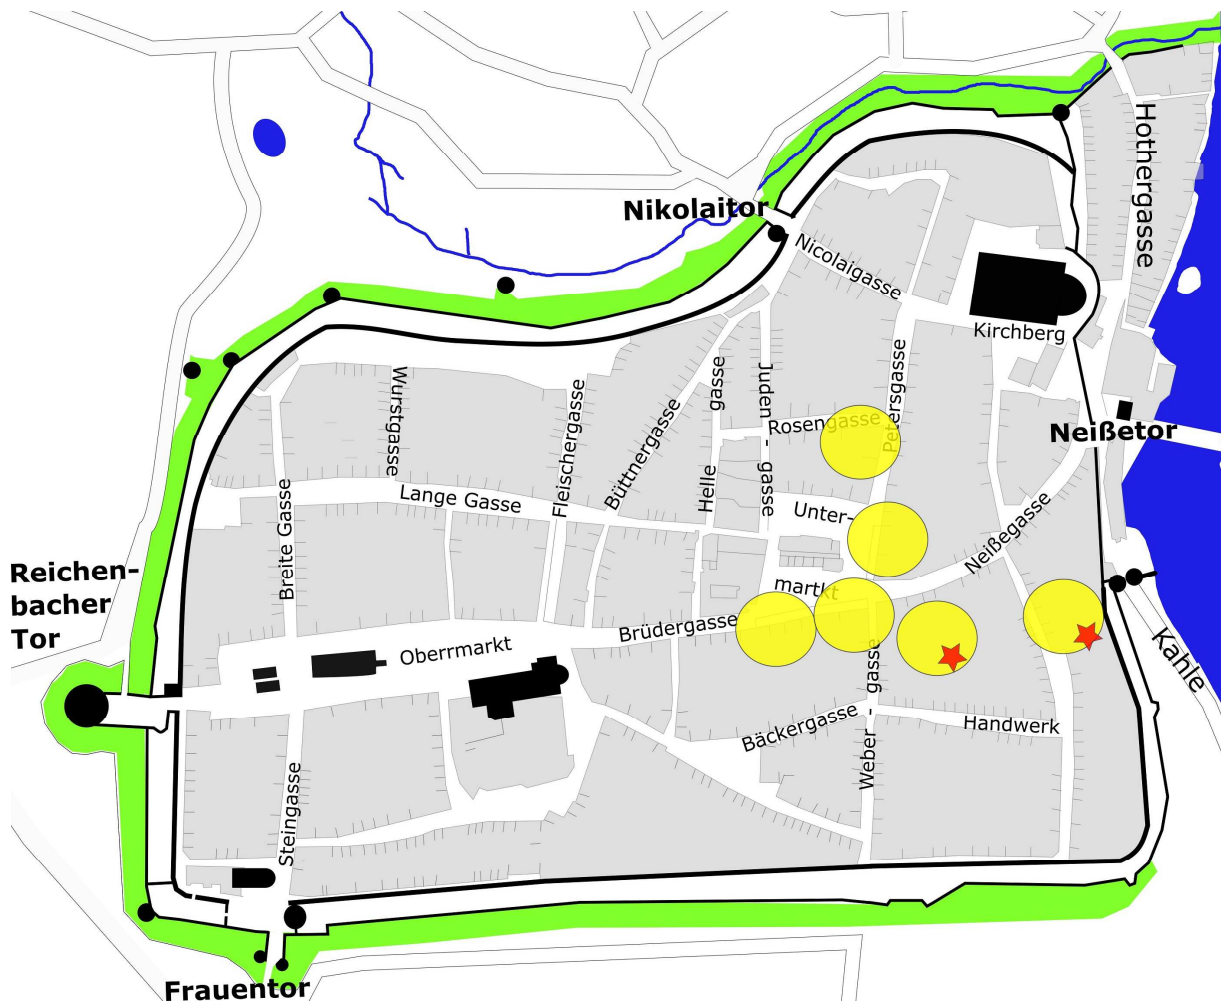 Hothergasse
Nikolaitor
Nicolaigasse
Kirchberg
Petersgasse
Juden - gasse
Helle gasse
Rosengasse
Wurstgasse
Fleischergasse
Büttnergasse
Neißetor
Lange Gasse
Breite Gasse
Unter-
martkt
Neißegasse
Reichen-
bacher
Tor
Brüdergasse
Oberrmarkt
Kahle
Weber - gasse
Bäckergasse
Handwerk
Steingasse
Frauentor